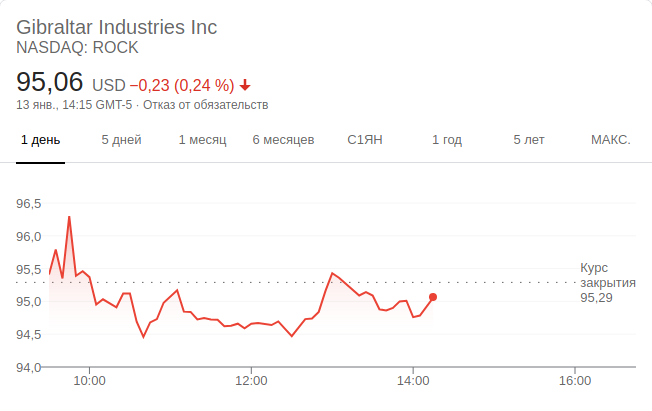 Gibraltar Industries Inc
NASDAQ: ROCK
95,06 USD −0,23 (0,24 %) ↓
13 янв., 14:15 GMT-5 · Отказ от обязательств
1 день 5 дней 1 месяц 6 месяцев С1ЯН 1 год 5 лет МАКС.
96,5
96,0
95,5
Курс
закрытия
95,29
95,0
94,5
94,0
10:00 12:00 14:00 16:00